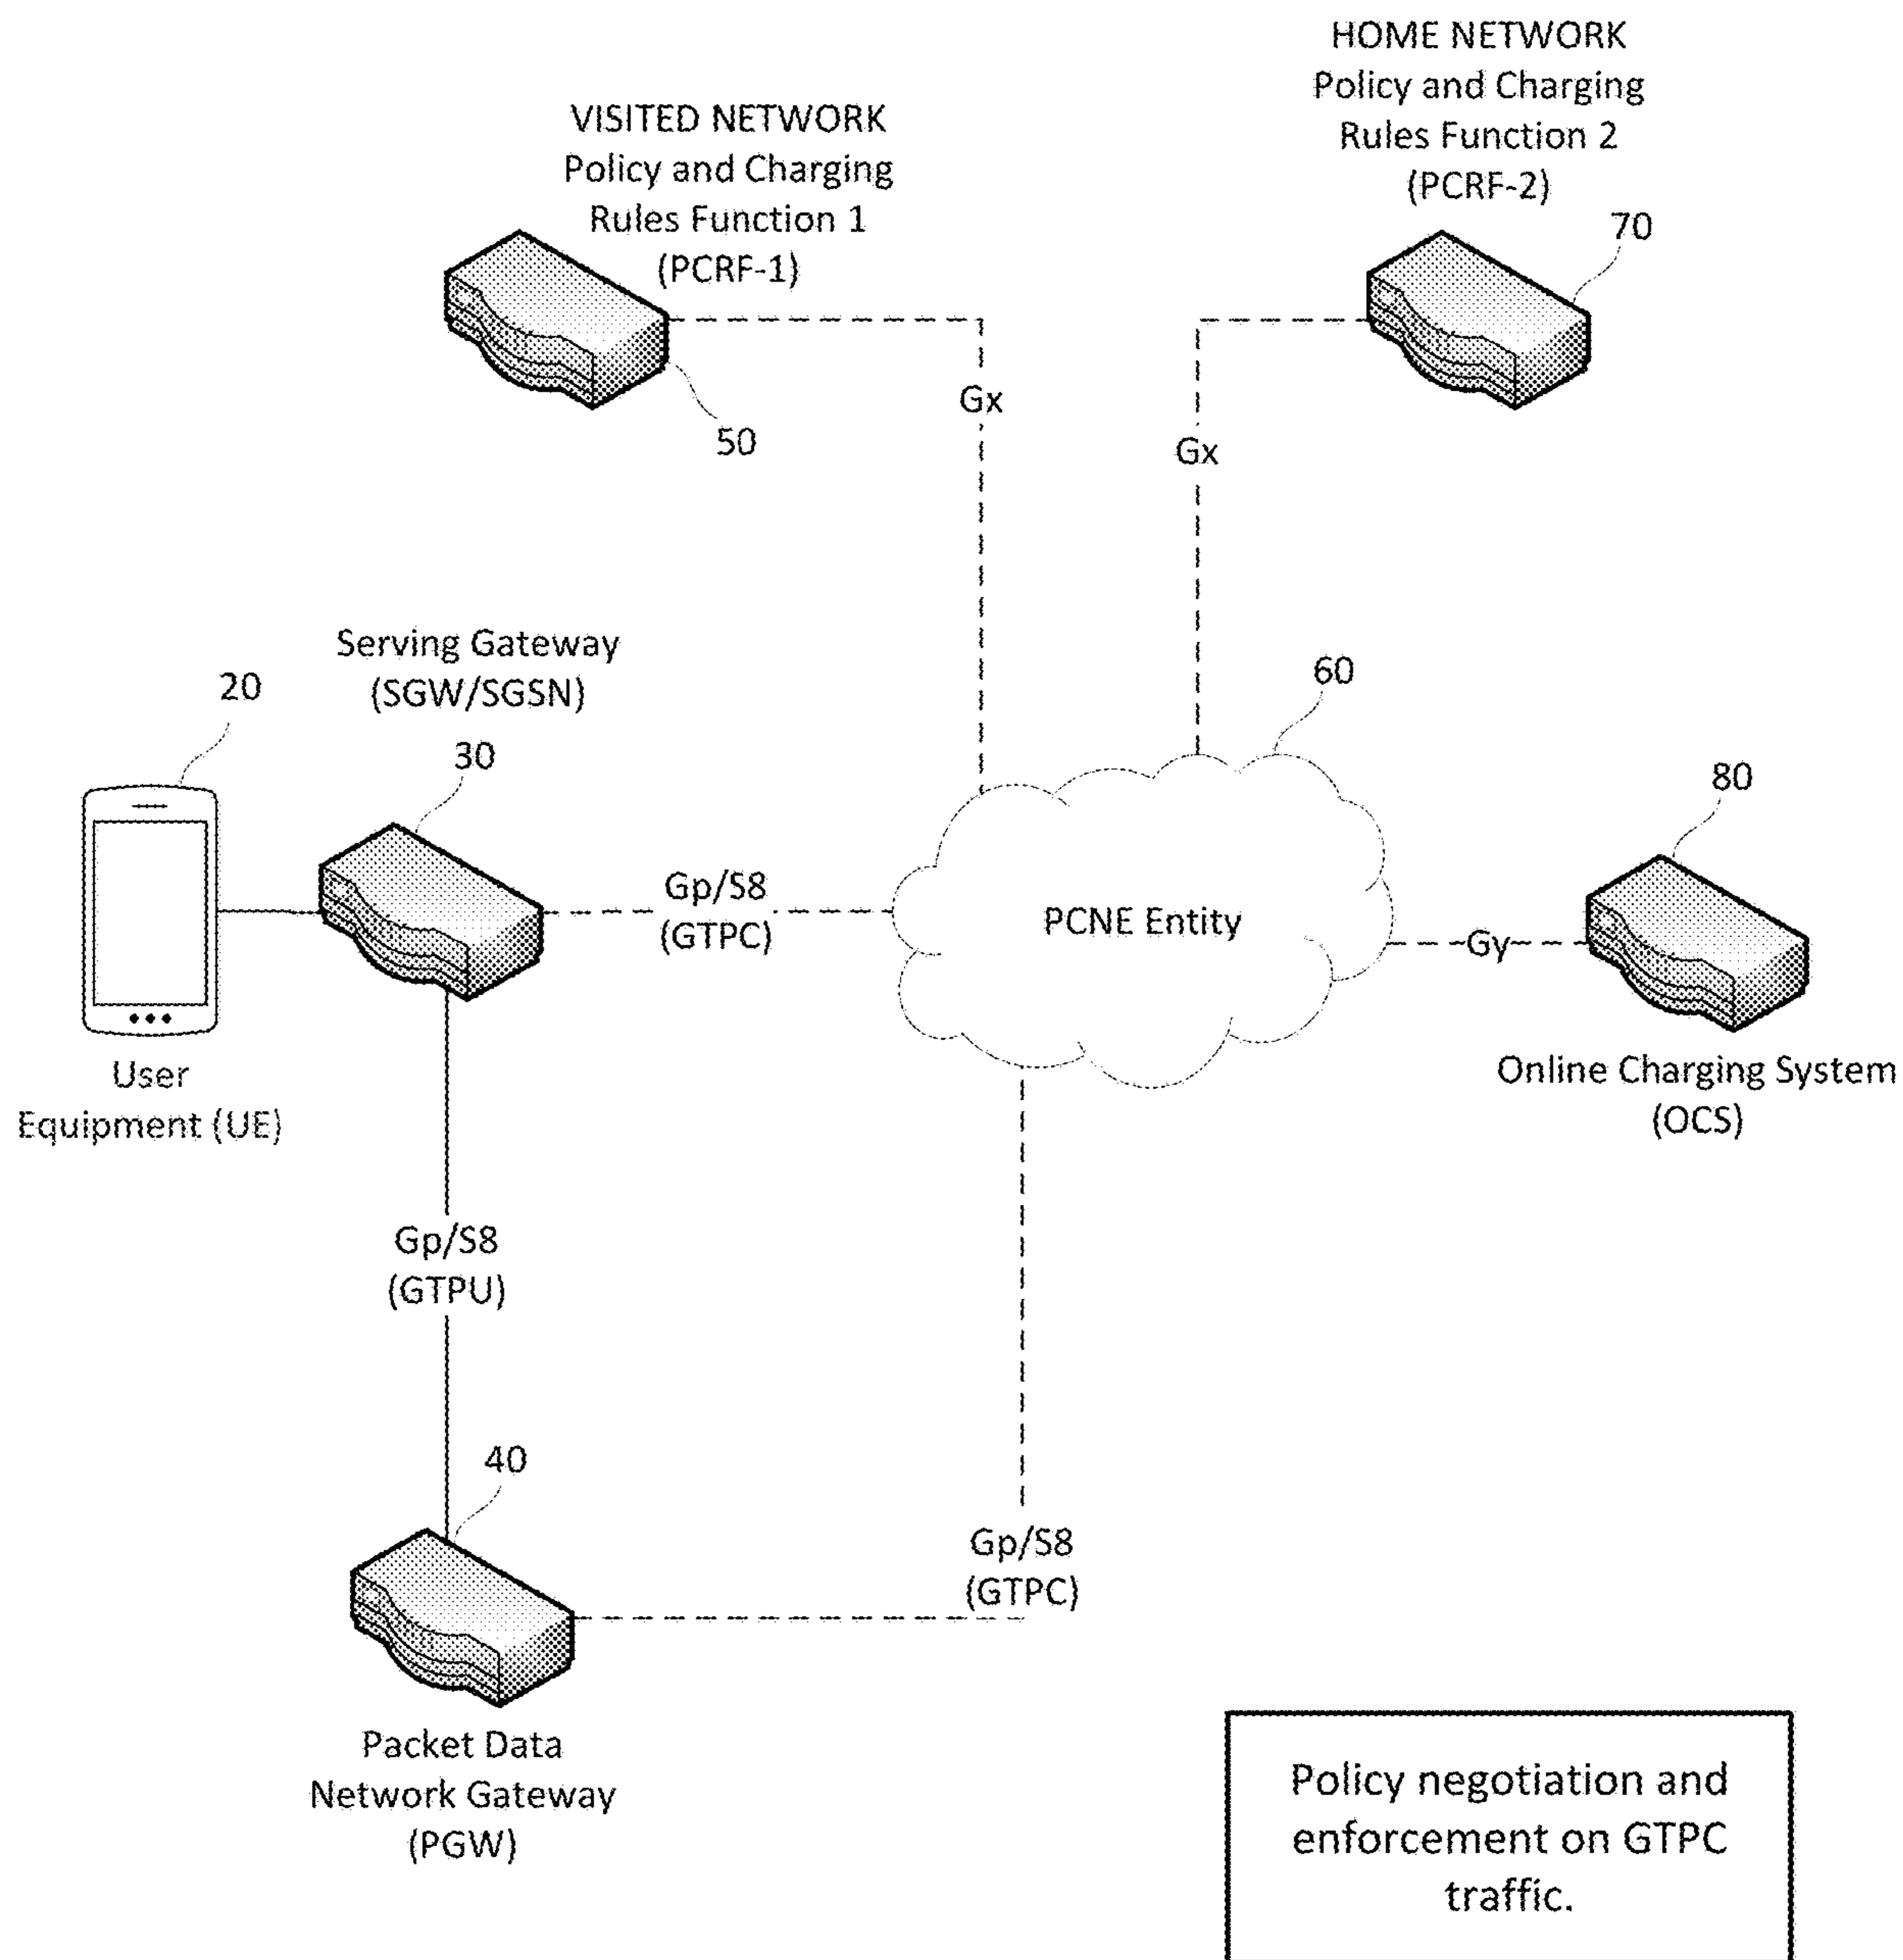 HOME NETWORK
Policy and Charging
Rules Function 2
(PCRF-2)
70
VISITED NETWORK
Policy and Charging
Rules Function 1
(PCRF-1)
50
Gx
Gx
Serving Gateway
(SGW/SGSN)
20
30
60
80
Gp/S8
(GTPC)
PCNE Entity
Gy
User
Equipment (UE)
Online Charging System
(OCS)
Gp/S8
(GTPU)
40
Gp/S8
(GTPC)
Packet Data
Network Gateway
(PGW)
Policy negotiation and
enforcement on GTPC
traffic.